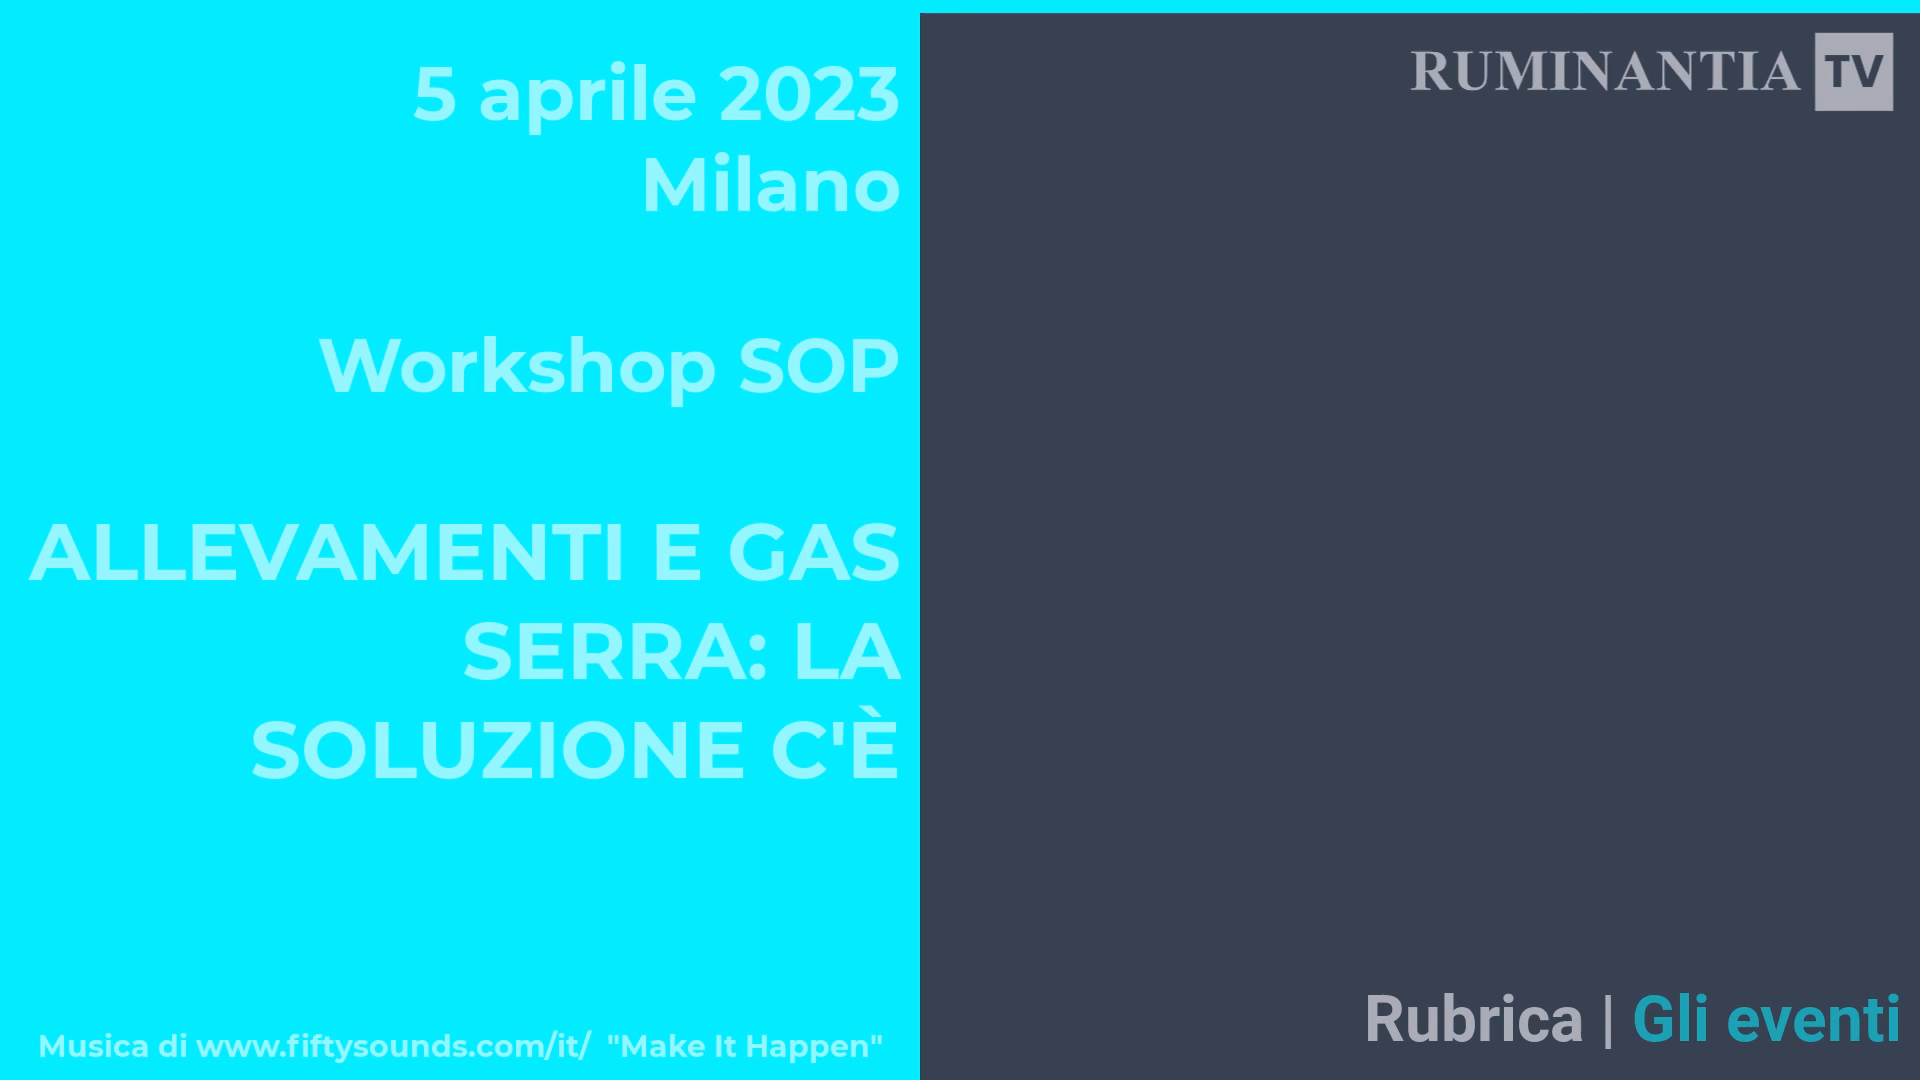 5 aprile 2023
Milano
Workshop SOP
ALLEVAMENTI E GAS
SERRA: LA
SOLUZIONE C'È
Musica di www.fiftysounds.com/it/ "Make It Happen"
RUMINANTIA TV
Rubrica | Gli eventi